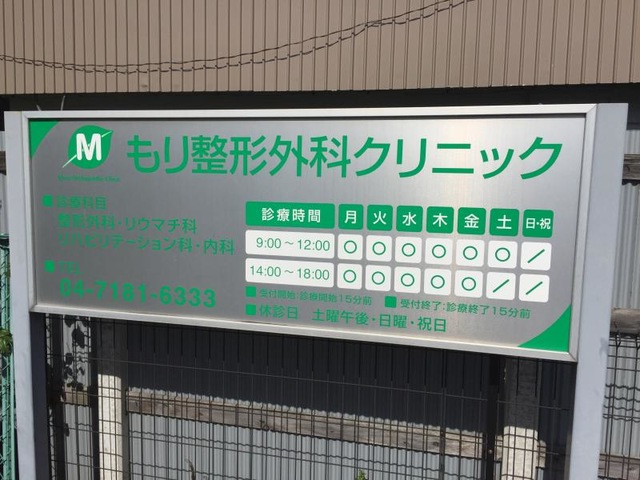 M
もり整形外科クリニック
Mori Orthopedic Clinic
■診療科目
整形外科・リウマチ科
リハビリテーション科・内科
■TEL
04-7161-6333
診療時間 月 火 水 木 金 土 日・祝
9:00～12:00 ○ ○ ○ ○ ○ ○ ／
14:00～18:00 ○ ○ ○ ○ ○ ／ ／
■受付開始:診療開始15分前 ■受付終了:診療終了15分前
■休診日 土曜午後・日曜・祝日